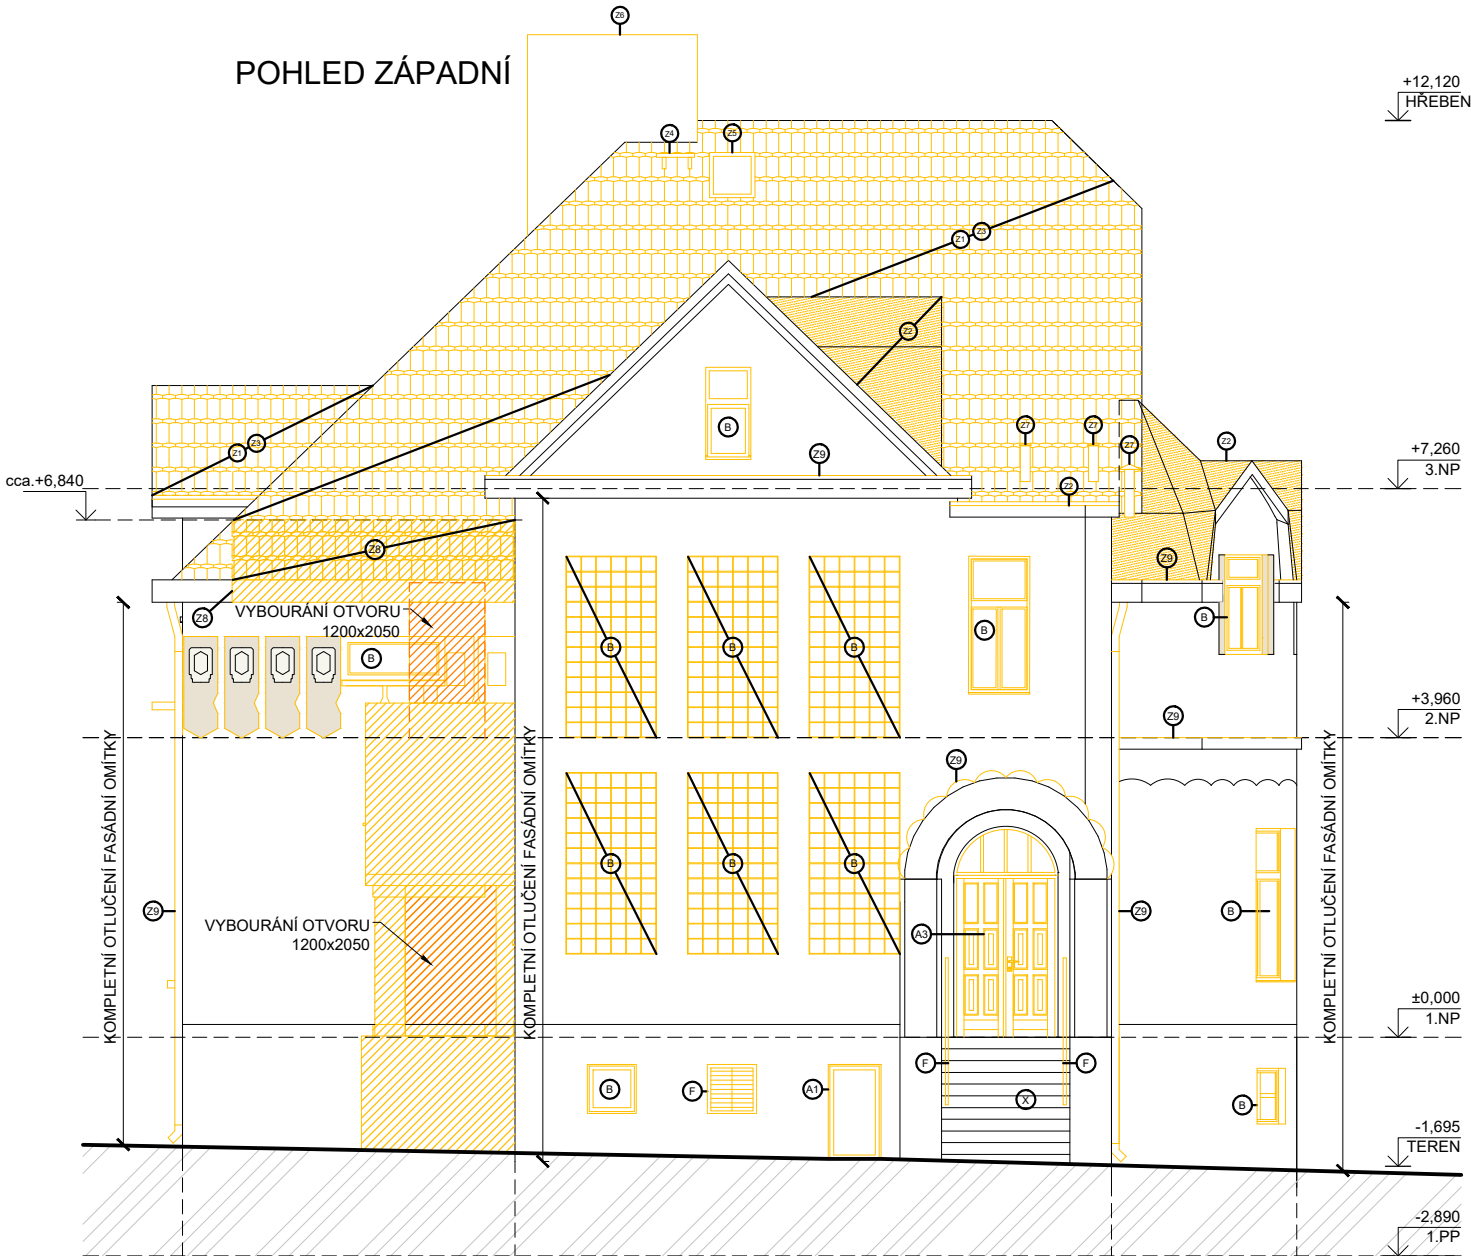 Z6
POHLED ZÁPADNÍ
+12,120
HŘEBEN
Z4
Z5
Z1
Z3
Z2
B
Z7
Z7
Z7
Z2
Z1
Z3
Z9
+7,260
3.NP
cca.+6,840
Z2
Z8
Z9
Z8
VYBOURÁNÍ OTVORU
1200x2050
B
B
B
B
B
B
+3,960
2.NP
Z9
Z9
KOMPLETNÍ OTLUČENÍ FASÁDNÍ OMÍTKY
KOMPLETNÍ OTLUČENÍ FASÁDNÍ OMÍTKY
KOMPLETNÍ OTLUČENÍ FASÁDNÍ OMÍTKY
B
B
B
Z9
VYBOURÁNÍ OTVORU
1200x2050
A3
Z9
B
±0,000
1.NP
B
F
A1
F
F
X
B
-1,695
TEREN
-2,890
1.PP